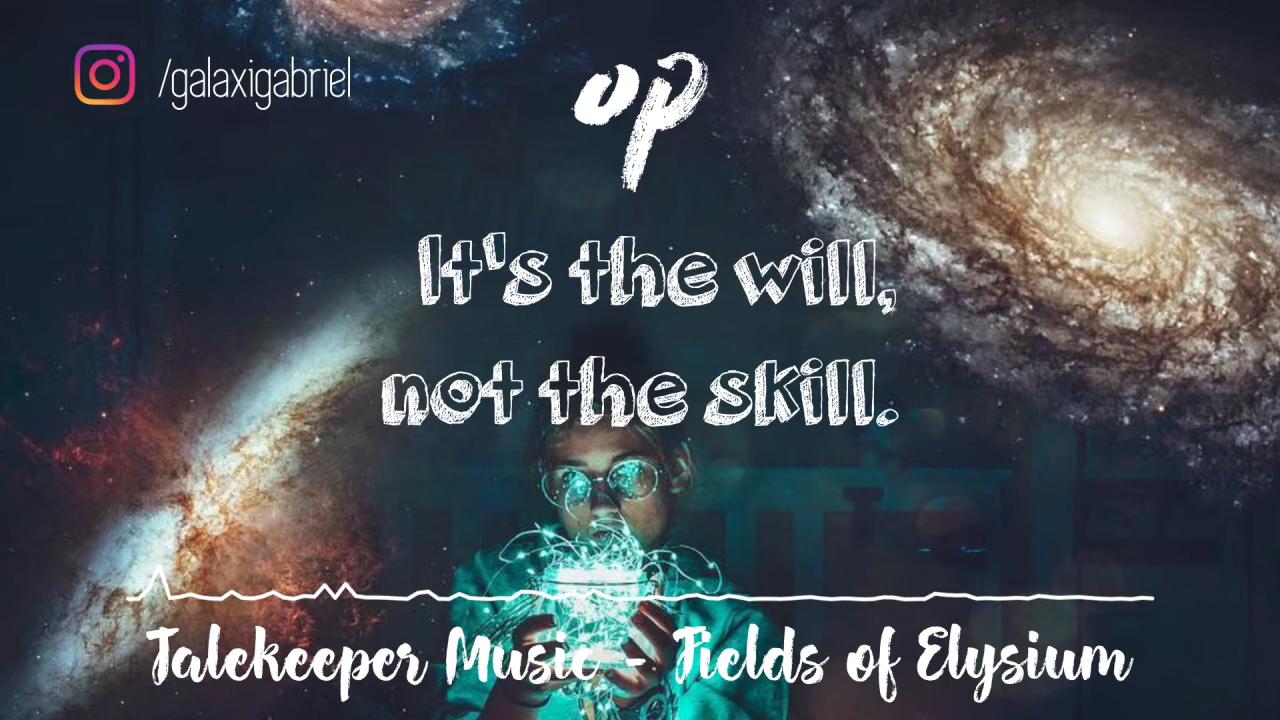 /galaxigabriel
op
It's the will,
not the skill.
Talekeeper Music - Fields of Elysium